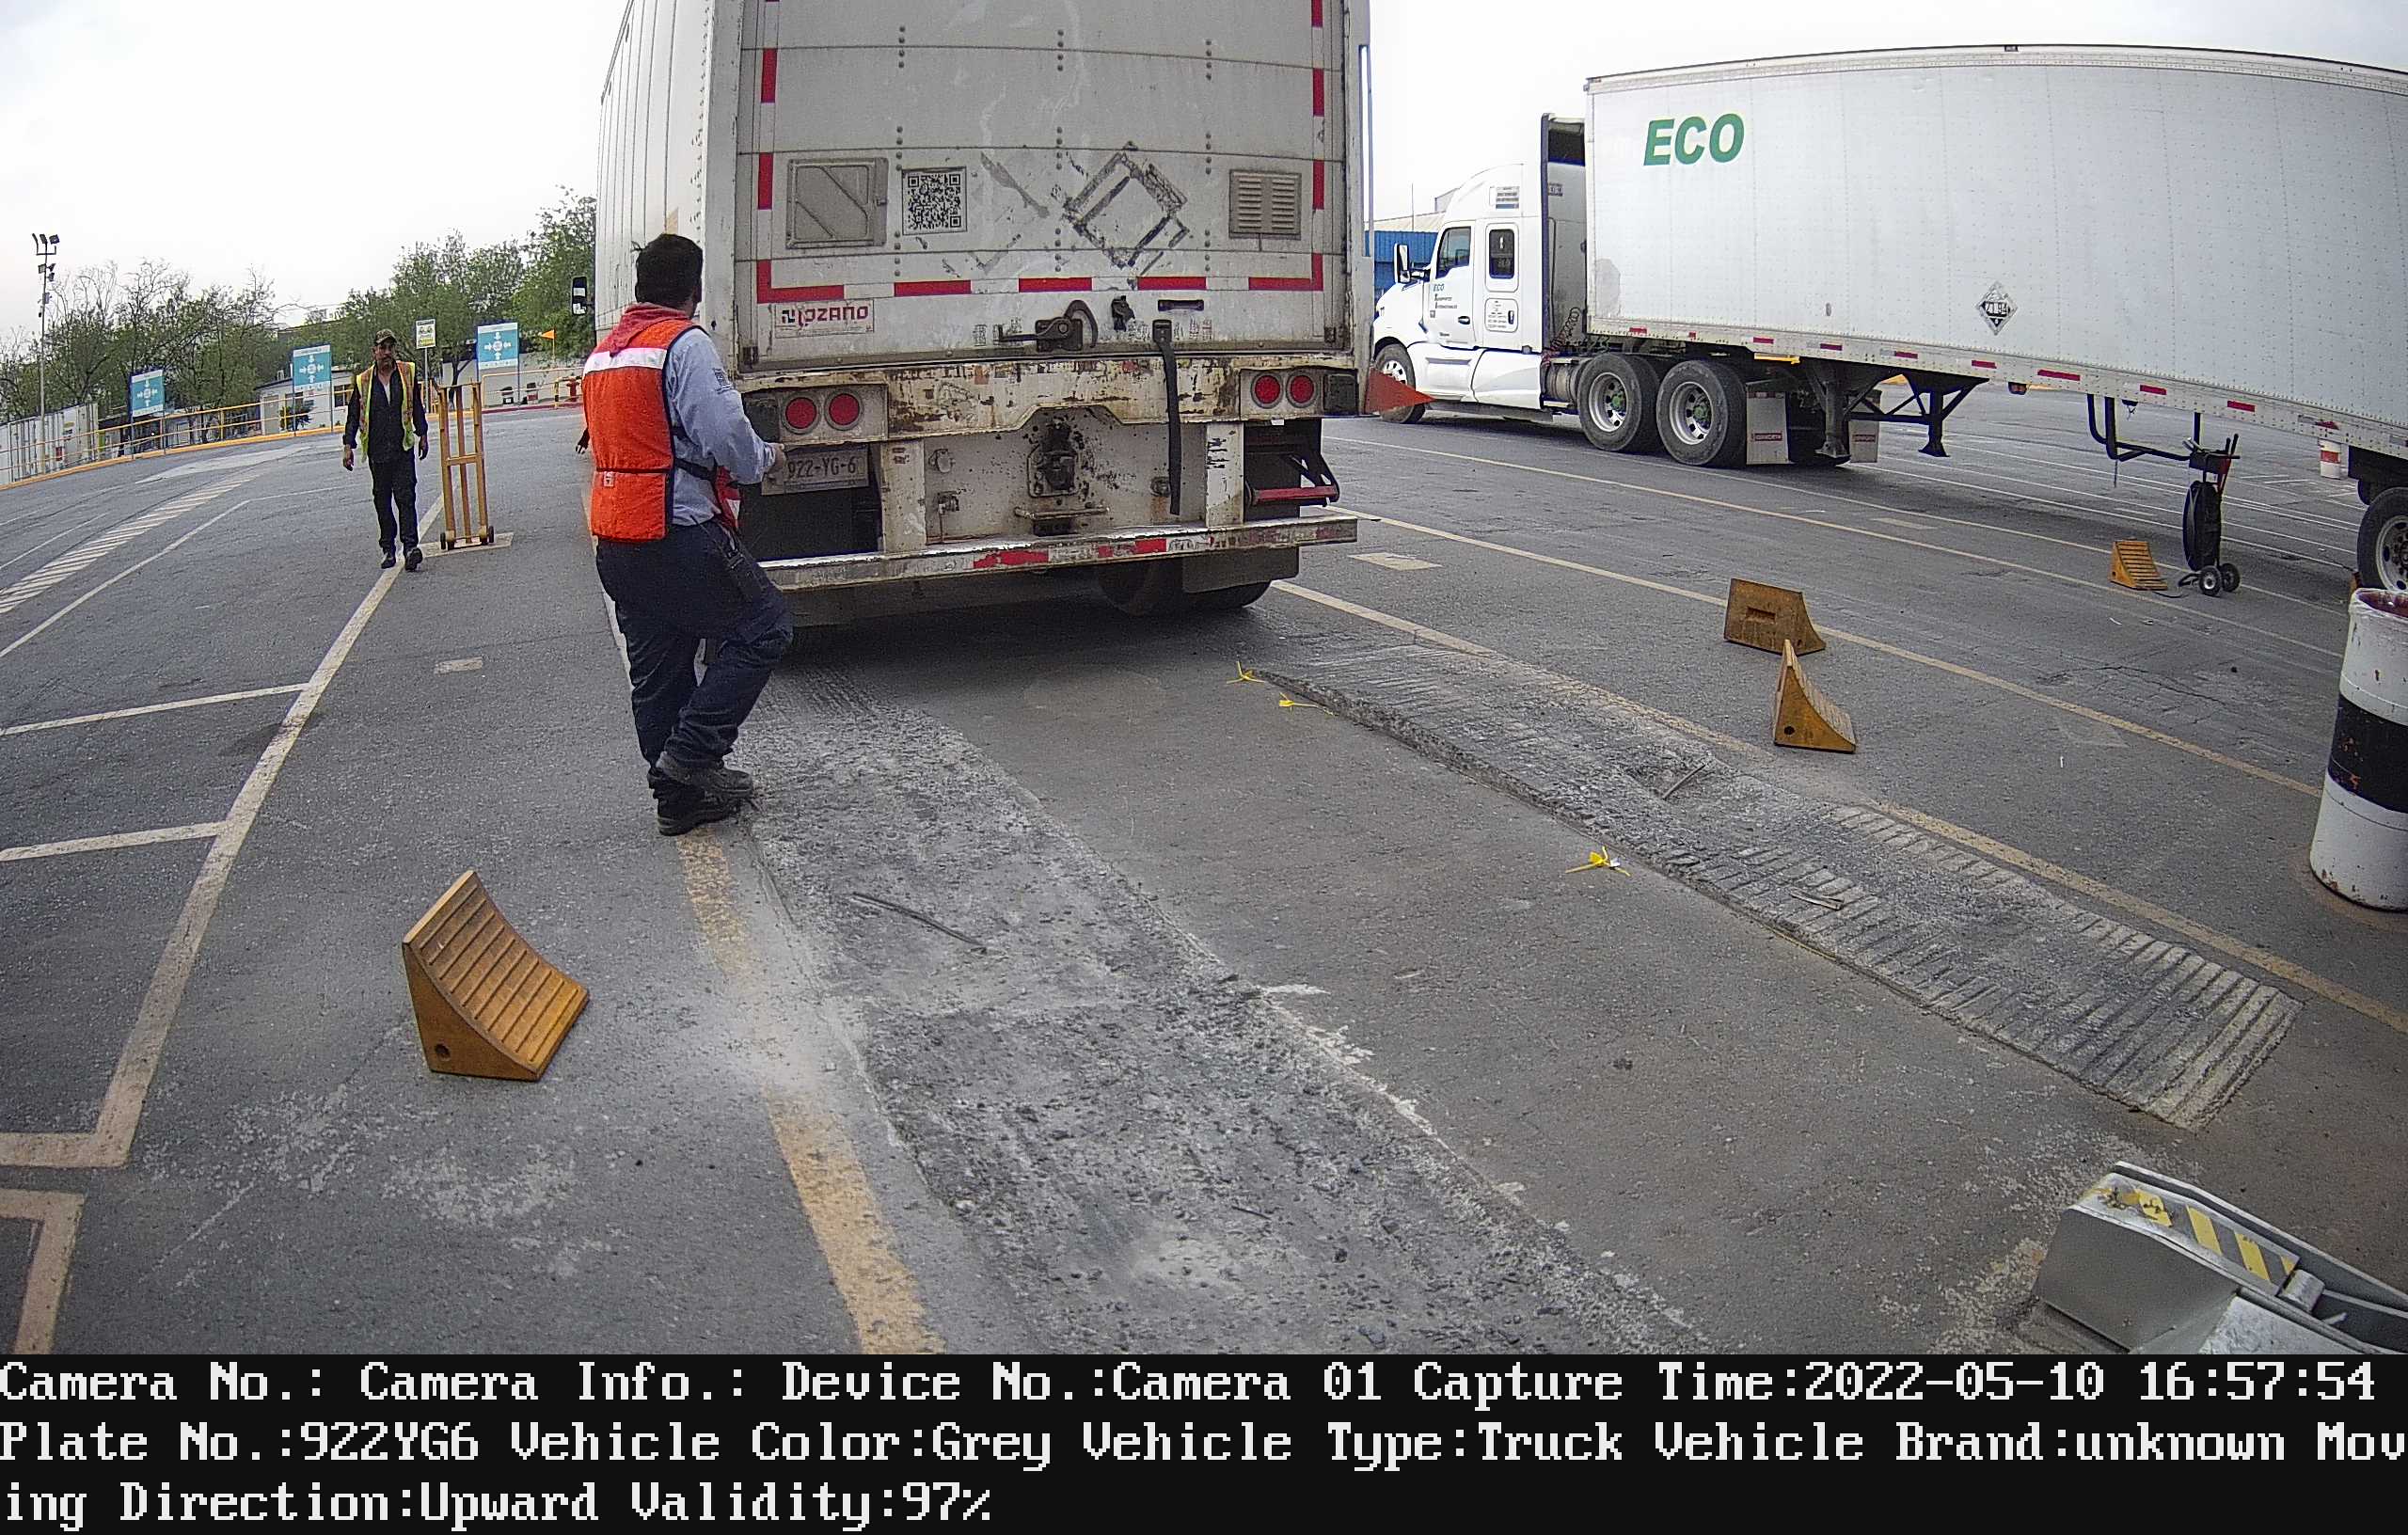 ECO
ECO
LOZANO
922-YG-6
Camera No.: Camera Info.: Device No.:Camera 01 Capture Time:2022-05-10 16:57:54
Plate No.:922YG6 Vehicle Color:Grey Vehicle Type:Truck Vehicle Brand:unknown Mov
ing Direction:Upward Validity:97%